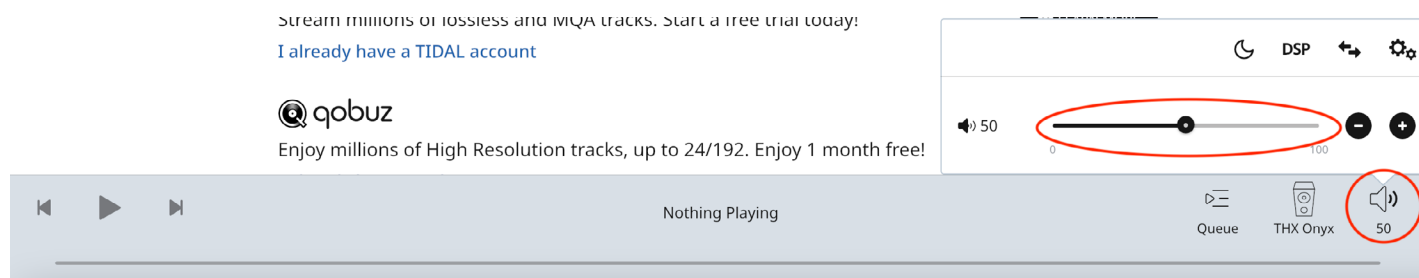 Stream millions of lossless and MQA tracks. Start a free trial today!
I already have a TIDAL account
qobuz
Enjoy millions of High Resolution tracks, up to 24/192. Enjoy 1 month free!
DSP
50
0
100
Nothing Playing
Queue
THX Onyx
50